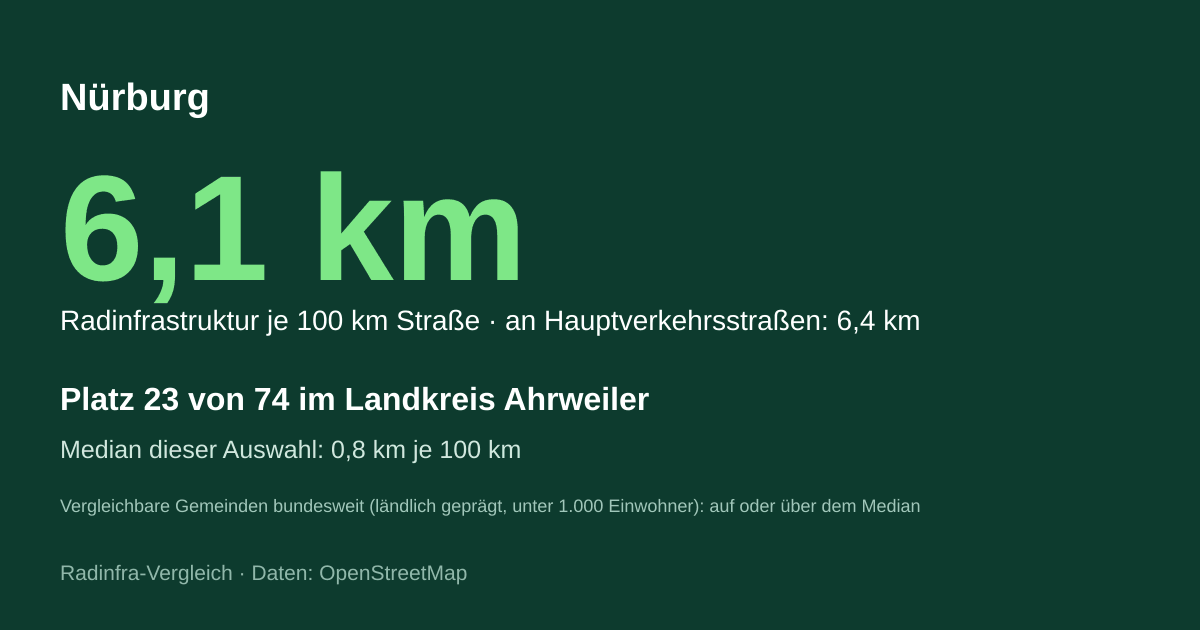 Nürburg
6,1 km
Radinfrastruktur je 100 km Straße · an Hauptverkehrsstraßen: 6,4 km
Platz 23 von 74 im Landkreis Ahrweiler
Median dieser Auswahl: 0,8 km je 100 km
Vergleichbare Gemeinden bundesweit (ländlich geprägt, unter 1.000 Einwohner): auf oder über dem Median
Radinfra-Vergleich · Daten: OpenStreetMap